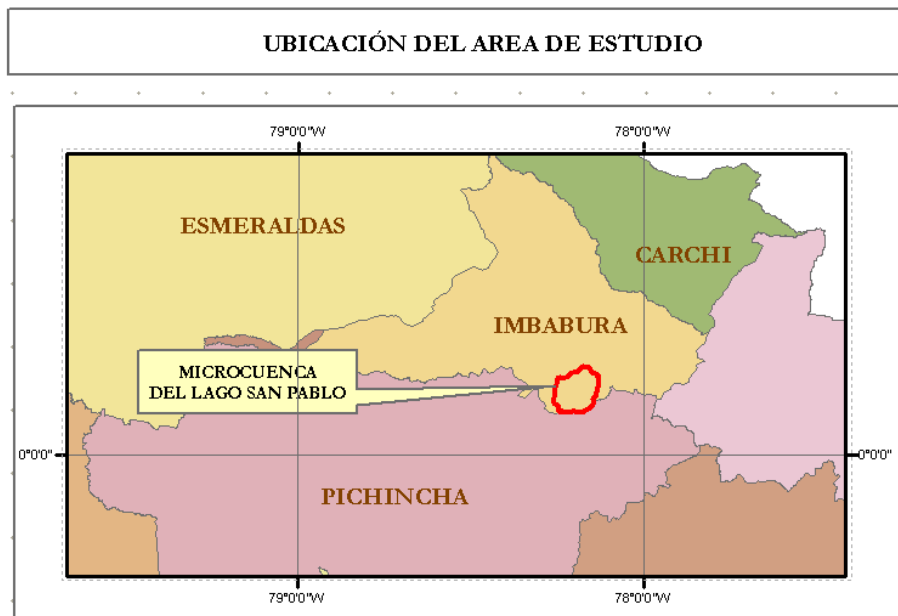 UBICACIÓN DEL AREA DE ESTUDIO
79°0'0"W
78°0'0"W
ESMERALDAS
CARCHI
IMBABURA
MICROCUENCA
DEL LAGO SAN PABLO
0°0'0"
0°0'0"
PICHINCHA
79°0'0"W
78°0'0"W